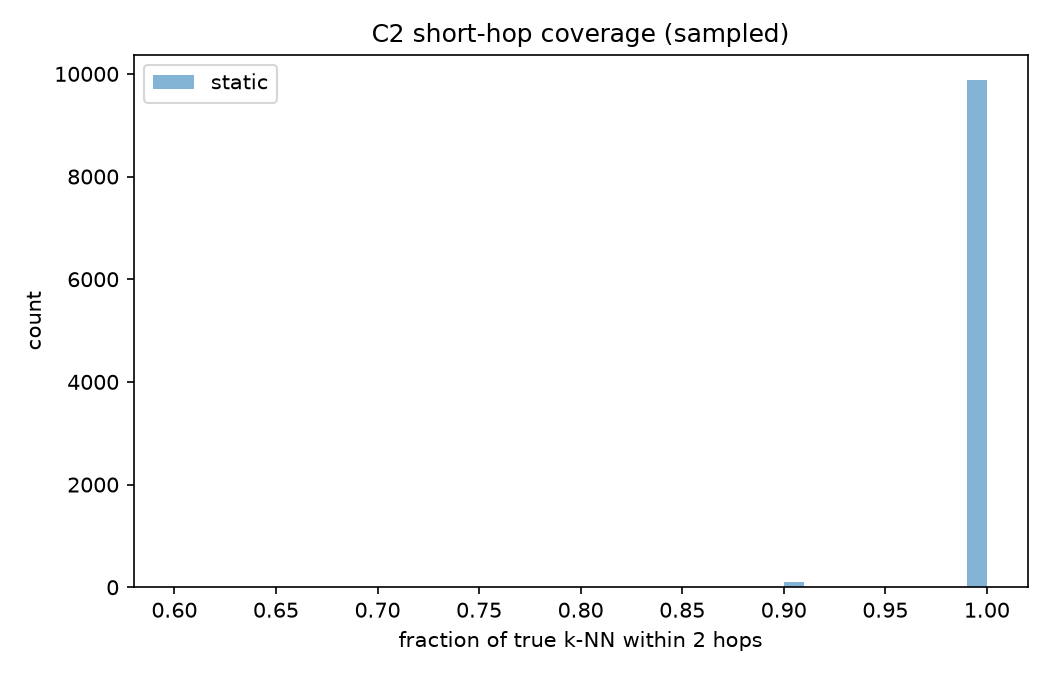 C2 short-hop coverage (sampled)
static
10000
8000
6000
4000
2000
0
count
0.60 0.65 0.70 0.75 0.80 0.85 0.90 0.95 1.00
fraction of true k-NN within 2 hops